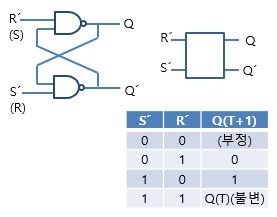 R´ Q
(S)
S´ Q´
(R)
R´ Q
S´ Q´
S´ R´ Q(T+1)
0 0 (부정)
0 1 0
1 0 1
1 1 Q(T)(불변)